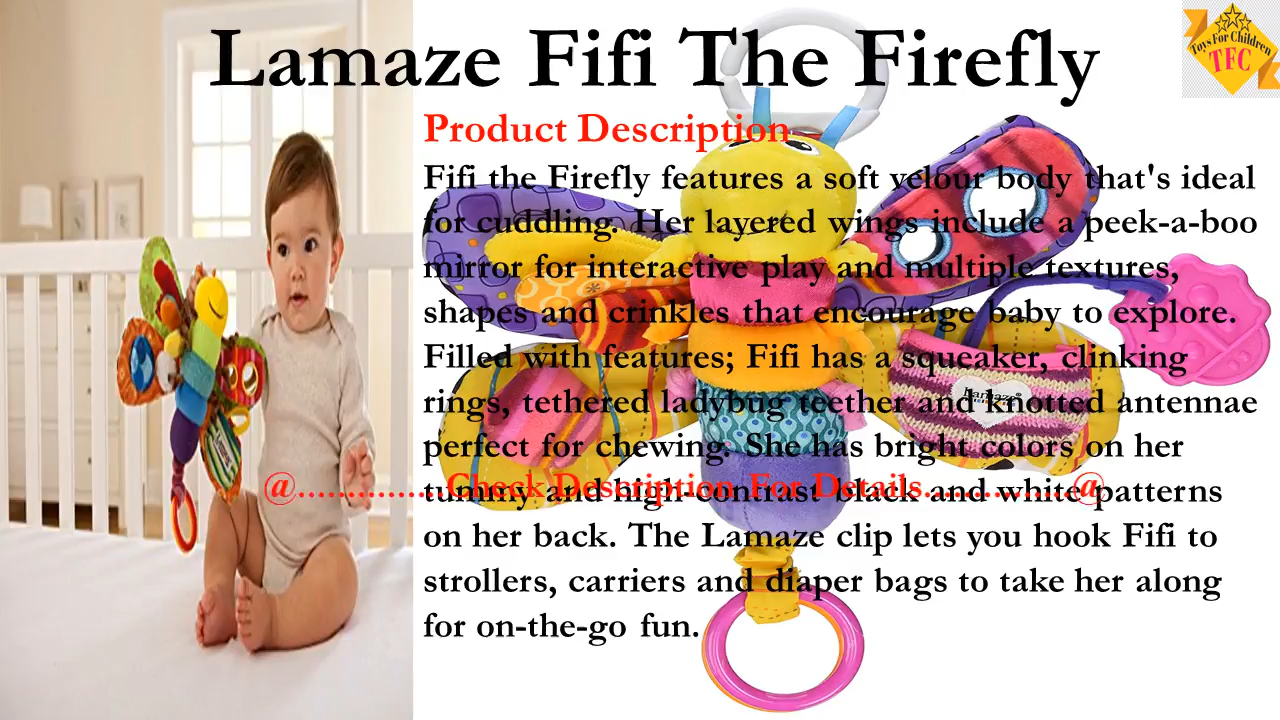 Lamaze Fifi The Firefly
Toys For Children
TFC
Product Description
Fifi the Firefly features a soft velour body that's ideal
for cuddling. Her layered wings include a peek-a-boo
mirror for interactive play and multiple textures,
shapes and crinkles that encourage baby to explore.
Filled with features; Fifi has a squeaker, clinking
rings, tethered ladybug teether and knotted antennae
perfect for chewing. She has bright colors on her
@...............Check Description For Details...............@
tummy and high-contrast black and white patterns
on her back. The Lamaze clip lets you hook Fifi to
strollers, carriers and diaper bags to take her along
for on-the-go fun.
Lamaze